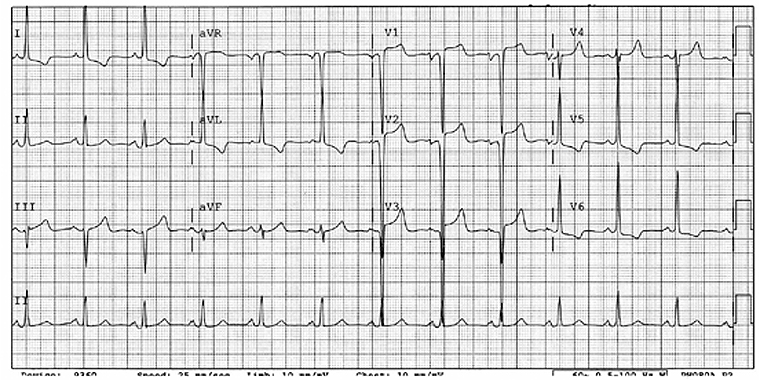 I aVR V1 V4
II aVL V2 V5
III aVF V3 V6
II
Speed: 25 mm/sec Limb: 10 mm/mV Chest: 10 mm/mV